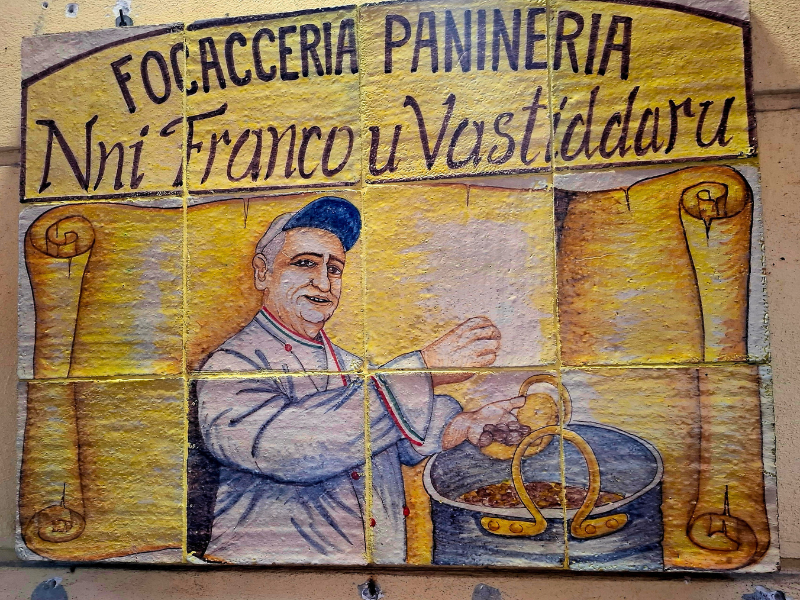 FOCACCERIA PANINERIA
Nni Franco u Vastiddaru